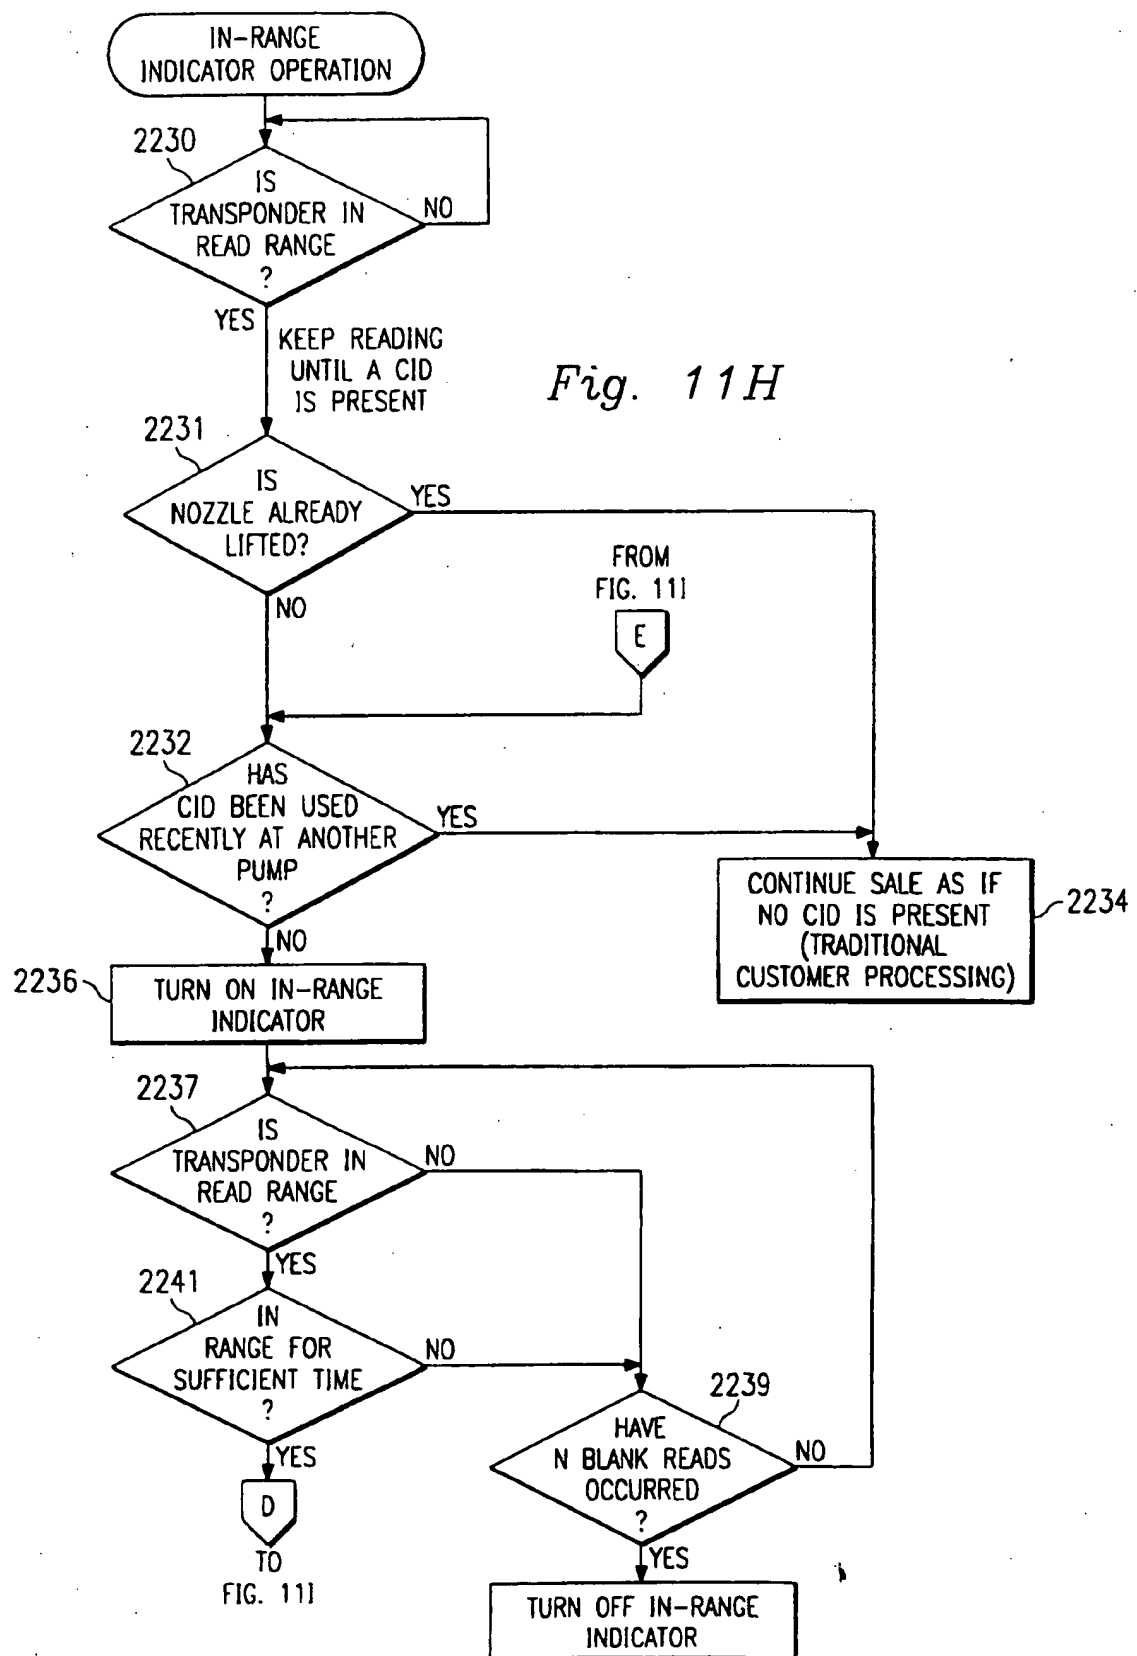 IN-RANGE
INDICATOR OPERATION
2230
IS
TRANSPONDER IN
READ RANGE
?
NO
YES
KEEP READING
UNTIL A CID
IS PRESENT
Fig. 11H
2231
IS
NOZZLE ALREADY
LIFTED?
YES
NO
FROM
FIG. 11I
E
2232
HAS
CID BEEN USED
RECENTLY AT ANOTHER
PUMP
?
YES
NO
CONTINUE SALE AS IF
NO CID IS PRESENT
(TRADITIONAL
CUSTOMER PROCESSING)
2234
2236
TURN ON IN-RANGE
INDICATOR
2237
IS
TRANSPONDER IN
READ RANGE
?
NO
YES
2241
IN
RANGE FOR
SUFFICIENT TIME
?
NO
YES
D
TO
FIG. 11I
2239
HAVE
N BLANK READS
OCCURRED
?
NO
YES
TURN OFF IN-RANGE
INDICATOR